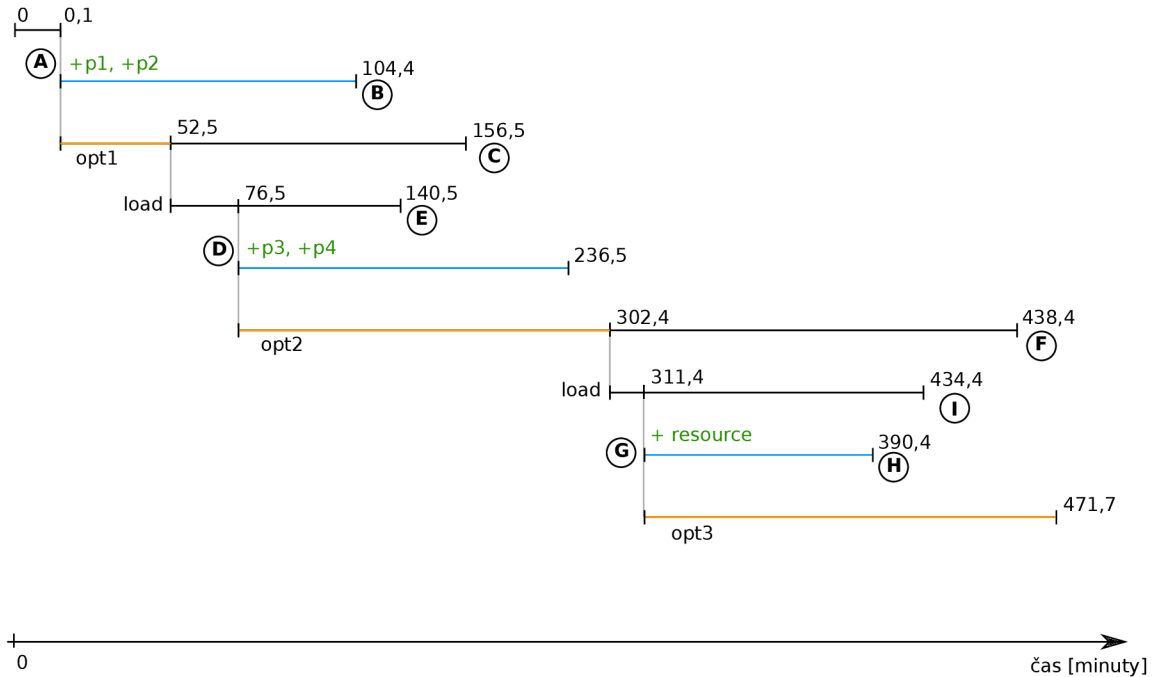 0 0,1
A +p1, +p2 104,4
B
52,5 156,5
opt1 C
load 76,5 140,5
E
D +p3, +p4 236,5
302,4 438,4
opt2 F
load 311,4 434,4
I
G + resource 390,4
H
471,7
opt3
0 čas [minuty]